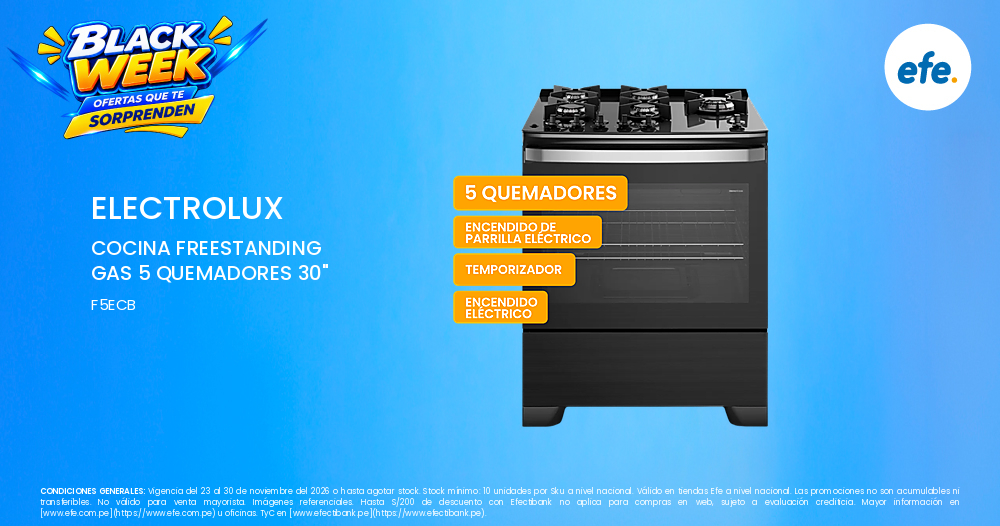 BLACK
WEEK
OFERTAS QUE TE
SORPRENDEN
efe.
ELECTROLUX
COCINA FREESTANDING
GAS 5 QUEMADORES 30"
F5ECB
5 QUEMADORES
ENCENDIDO DE
PARRILLA ELÉCTRICO
TEMPORIZADOR
ENCENDIDO
ELÉCTRICO
CONDICIONES GENERALES: Vigencia del 23 al 30 de noviembre del 2026 o hasta agotar stock. Stock mínimo: 10 unidades por Sku a nivel nacional. Válido en tiendas Efe a nivel nacional. Las promociones no son acumulables ni
transferibles. No válido para venta mayorista. Imágenes referenciales. Hasta S/200 de descuento con Efectibank no aplica para compras en web, sujeto a evaluación crediticia. Mayor información en
[www.efe.com.pe](https://www.efe.com.pe) u oficinas. TyC en [www.efectibank.pe](https://www.efectibank.pe).